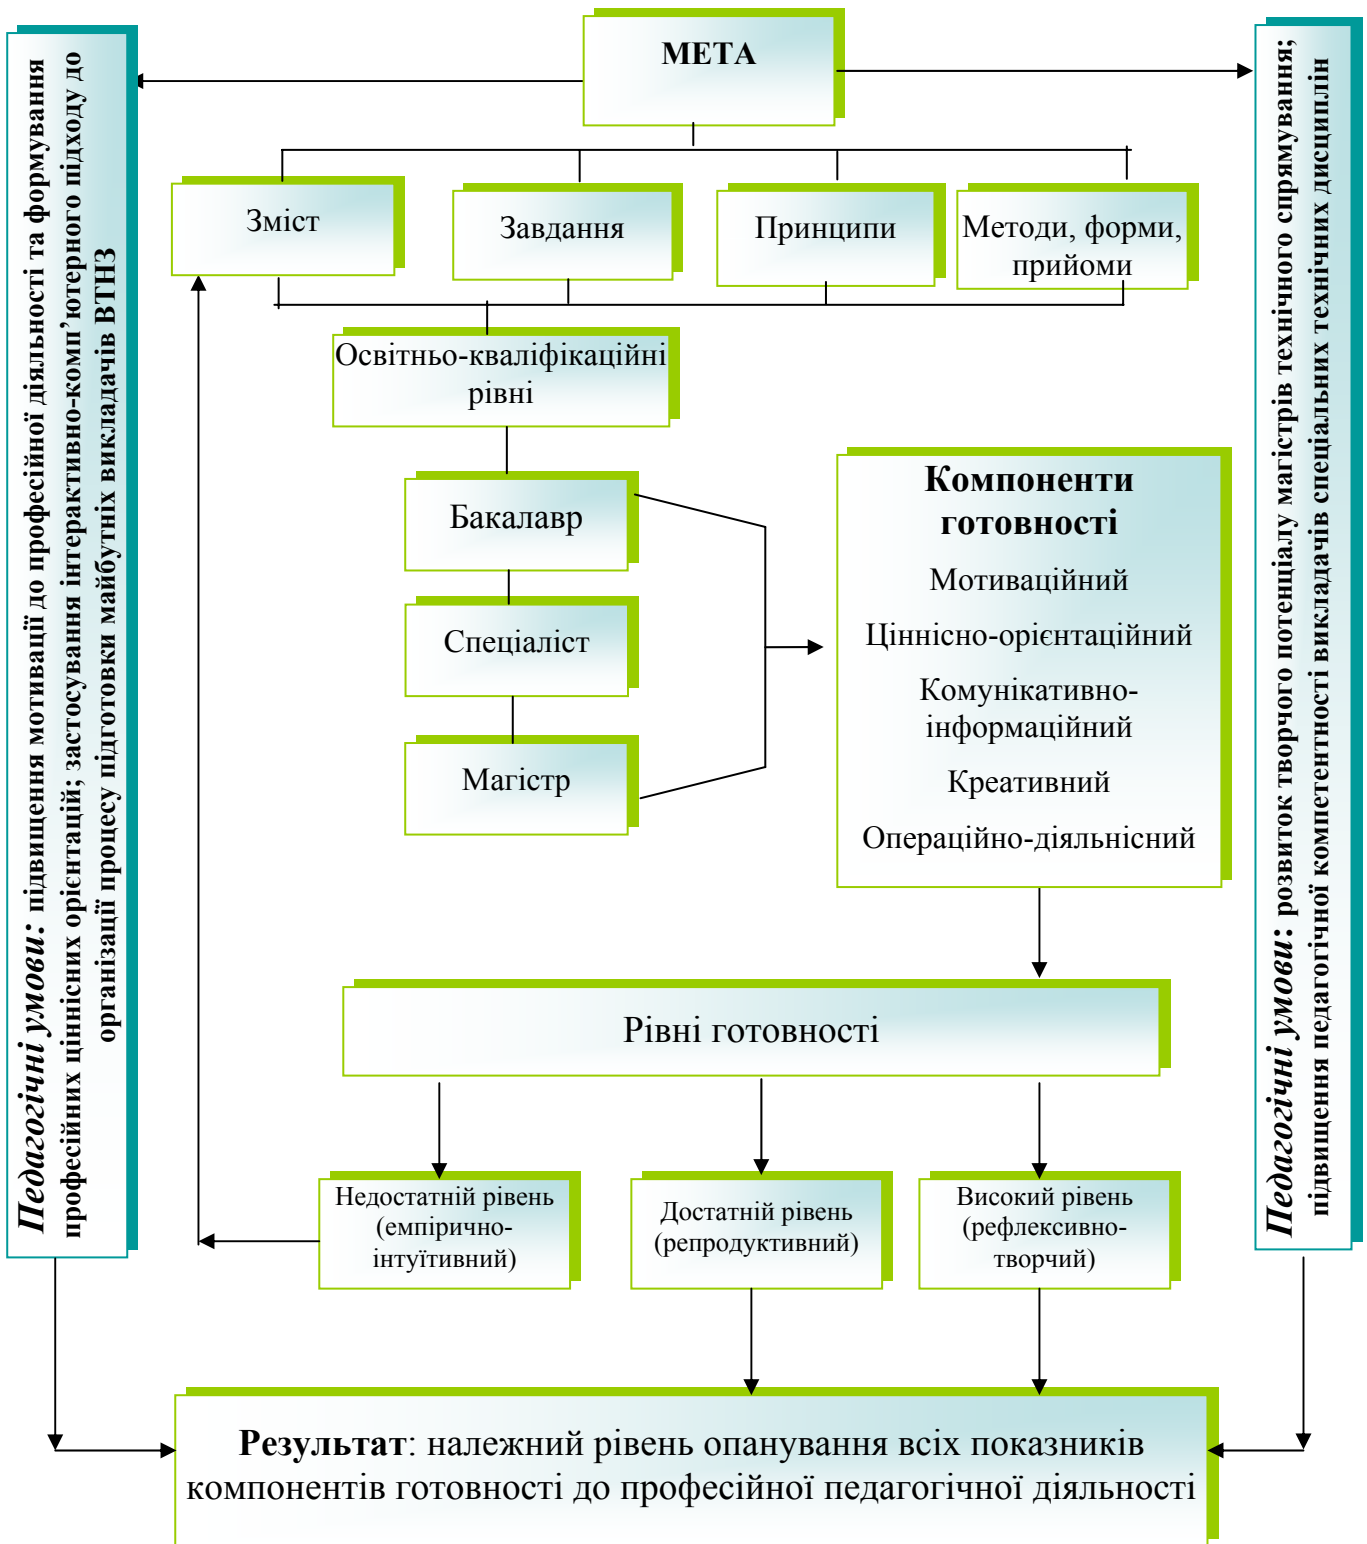 МЕТА
Педагогічні умови: підвищення мотивації до професійної діяльності та формування
професійних ціннісних орієнтацій; застосування інтерактивно-комп’ютерного підходу до
організації процесу підготовки майбутніх викладачів ВТНЗ
Зміст
Завдання
Принципи
Методи, форми,
прийоми
Освітньо-кваліфікаційні
рівні
Бакалавр
Спеціаліст
Магістр
Компоненти
готовності
Мотиваційний
Ціннісно-орієнтаційний
Комунікативно-
інформаційний
Креативний
Операційно-діяльнісний
Педагогічні умови: розвиток творчого потенціалу магістрів технічного спрямування;
підвищення педагогічної компетентності викладачів спеціальних технічних дисциплін
Рівні готовності
Недостатній рівень
(емпірично-
інтуїтивний)
Достатній рівень
(репродуктивний)
Високий рівень
(рефлексивно-
творчий)
Результат: належний рівень опанування всіх показників
компонентів готовності до професійної педагогічної діяльності